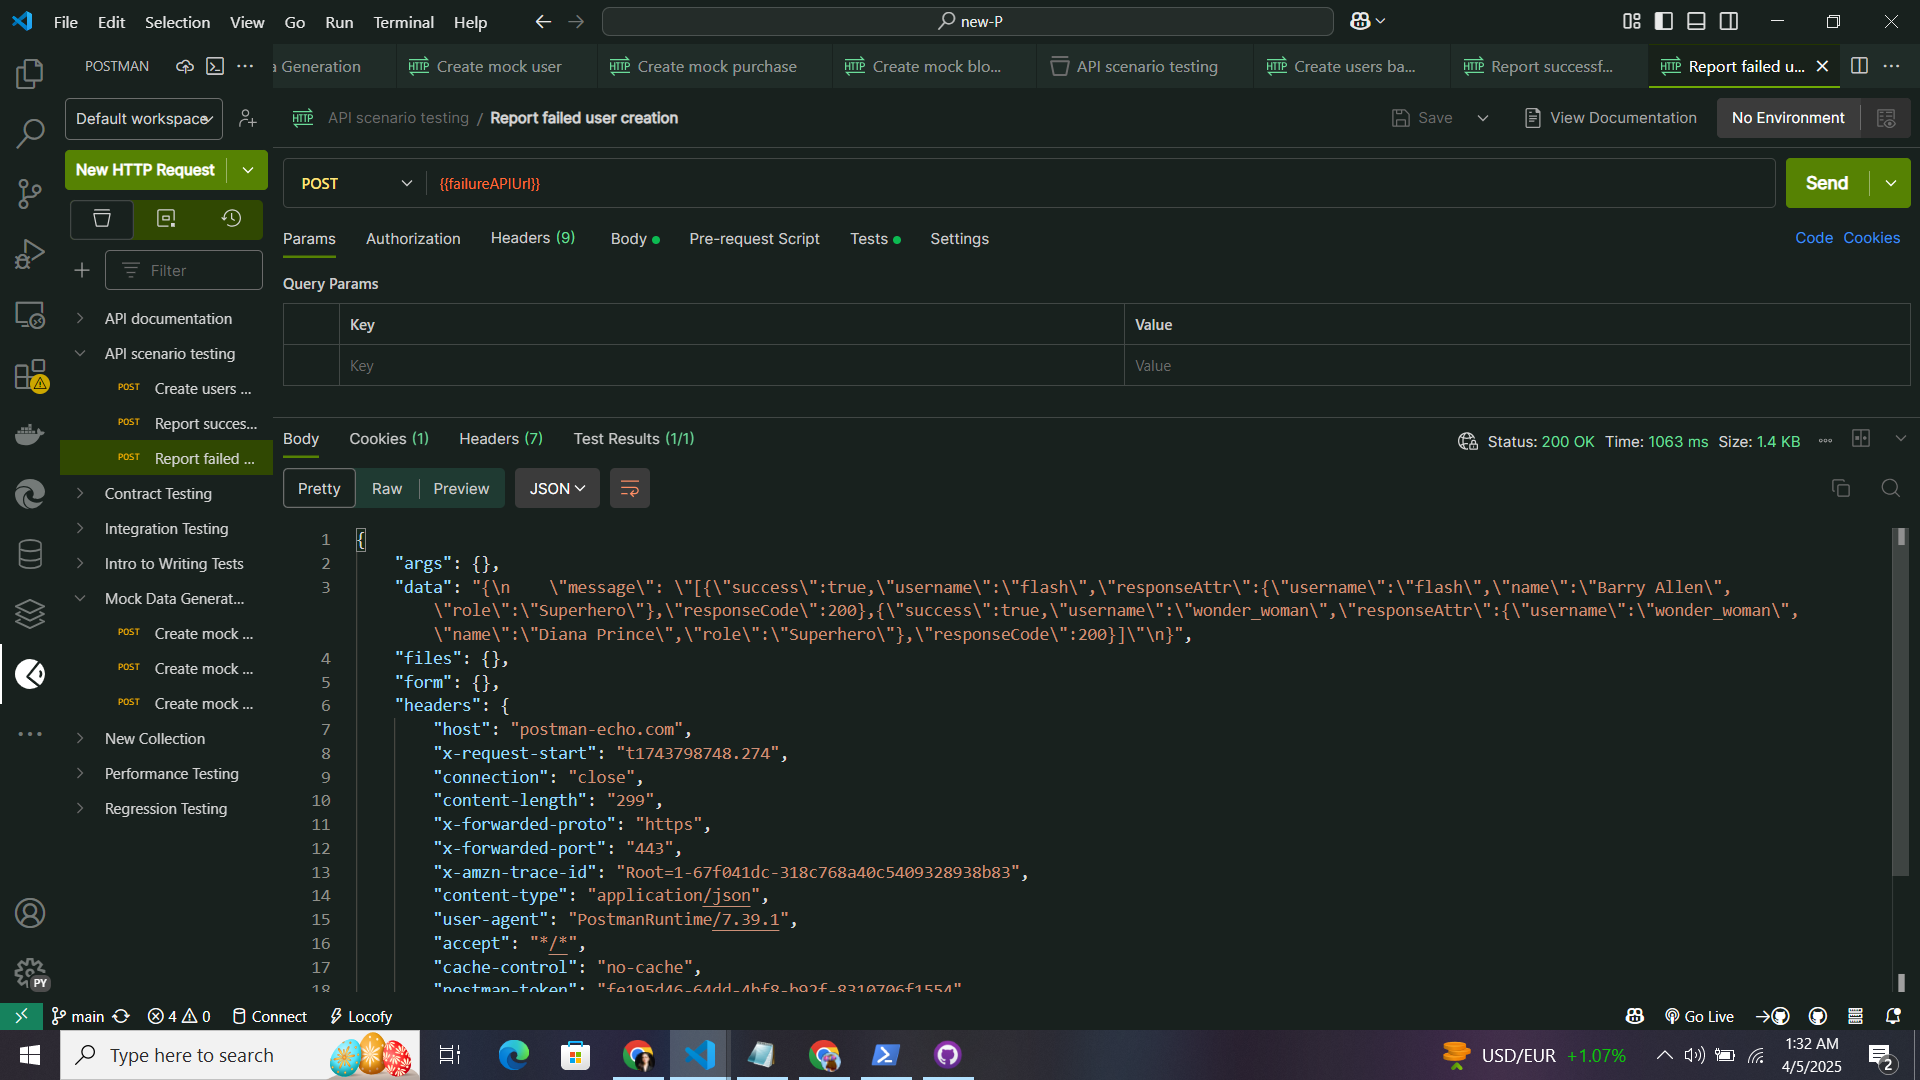 File Edit Selection View Go Run Terminal Help
new-P
POSTMAN
a Generation
Create mock user
Create mock purchase
Create mock blo...
API scenario testing
Create users ba...
Report successf...
Report failed u...
Default workspace
API scenario testing / Report failed user creation
Save
View Documentation
No Environment
New HTTP Request
POST
{{failureAPIUrl}}
Send
Params Authorization Headers (9) Body Pre-request Script Tests Settings
Code Cookies
Filter
Query Params
Key Value
Key Value
API documentation
API scenario testing
POST Create users ...
POST Report succes...
POST Report failed ...
Contract Testing
Integration Testing
Intro to Writing Tests
Mock Data Generat...
POST Create mock ...
POST Create mock ...
POST Create mock ...
New Collection
Performance Testing
Regression Testing
Body Cookies (1) Headers (7) Test Results (1/1)
Status: 200 OK Time: 1063 ms Size: 1.4 KB
Pretty Raw Preview JSON
1 {
2 "args": {},
3 "data": "{\n    \"message\": \"[{\"success\":true,\"username\":\"flash\",\"responseAttr\":{\"username\":\"flash\",\"name\":\"Barry Allen\",
\"role\":\"Superhero\"},\"responseCode\":200},{\"success\":true,\"username\":\"wonder_woman\",\"responseAttr\":{\"username\":\"wonder_woman\",
\"name\":\"Diana Prince\",\"role\":\"Superhero\"},\"responseCode\":200}]\"\n}",
4 "files": {},
5 "form": {},
6 "headers": {
7 "host": "postman-echo.com",
8 "x-request-start": "t1743798748.274",
9 "connection": "close",
10 "content-length": "299",
11 "x-forwarded-proto": "https",
12 "x-forwarded-port": "443",
13 "x-amzn-trace-id": "Root=1-67f041dc-318c768a40c5409328938b83",
14 "content-type": "application/json",
15 "user-agent": "PostmanRuntime/7.39.1",
16 "accept": "*/*",
17 "cache-control": "no-cache",
18 "postman-token": "fe195d46-64dd-4bf8-b92f-8310706f1554"
PY
main 4 0 Connect Locofy
Go Live
Type here to search
USD/EUR +1.07%
1:32 AM
4/5/2025
2